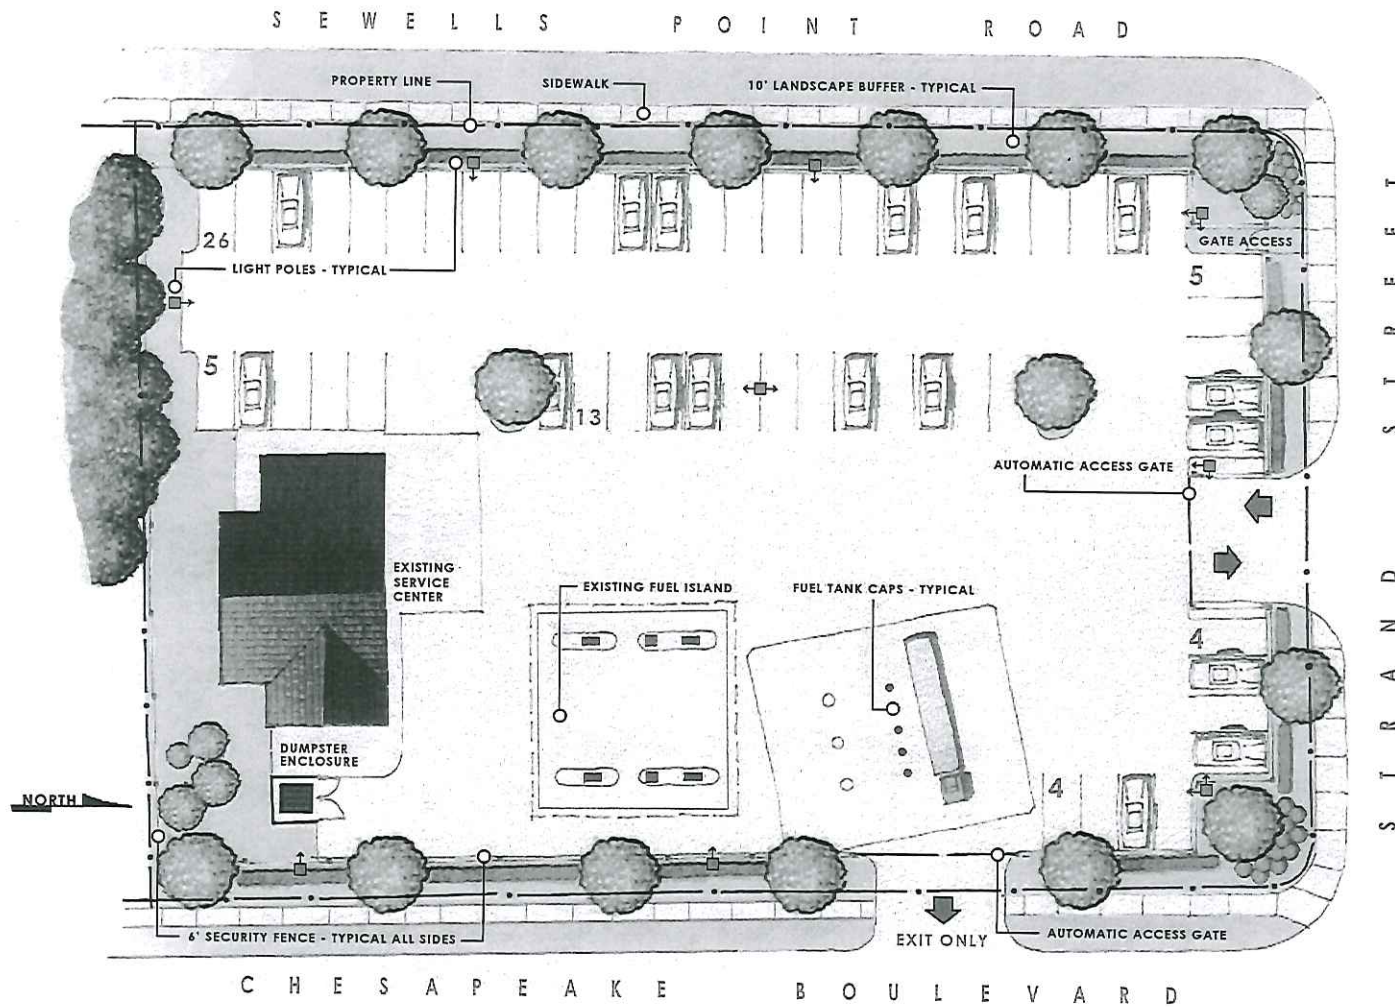 SEWELLS POINT ROAD
PROPERTY LINE
SIDEWALK
10' LANDSCAPE BUFFER - TYPICAL
26
GATE ACCESS
LIGHT POLES - TYPICAL
5
5
13
AUTOMATIC ACCESS GATE
STRAND STREET
EXISTING
SERVICE
CENTER
EXISTING FUEL ISLAND
FUEL TANK CAPS - TYPICAL
4
DUMPSTER
ENCLOSURE
4
NORTH
6' SECURITY FENCE - TYPICAL ALL SIDES
EXIT ONLY
AUTOMATIC ACCESS GATE
CHESAPEAKE BOULEVARD